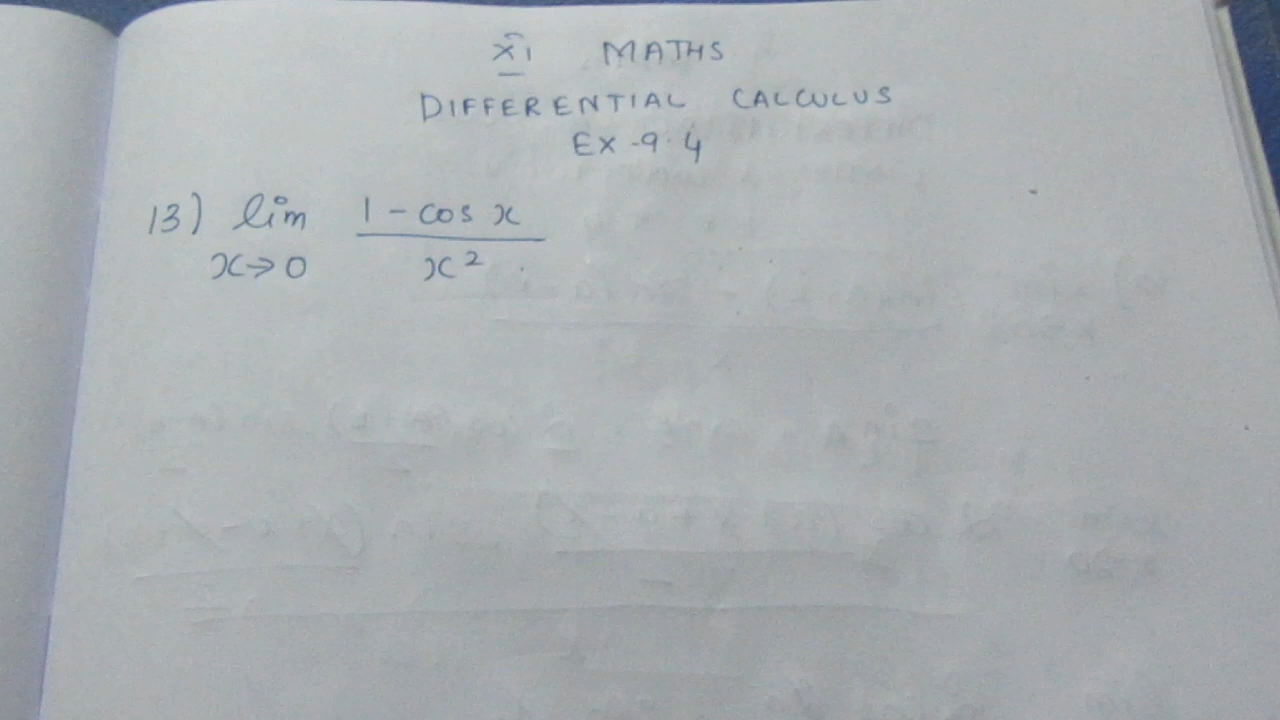 XI MATHS
DIFFERENTIAL CALCULUS
EX-9.4
13) lim 1 - cos x
x→0 x²